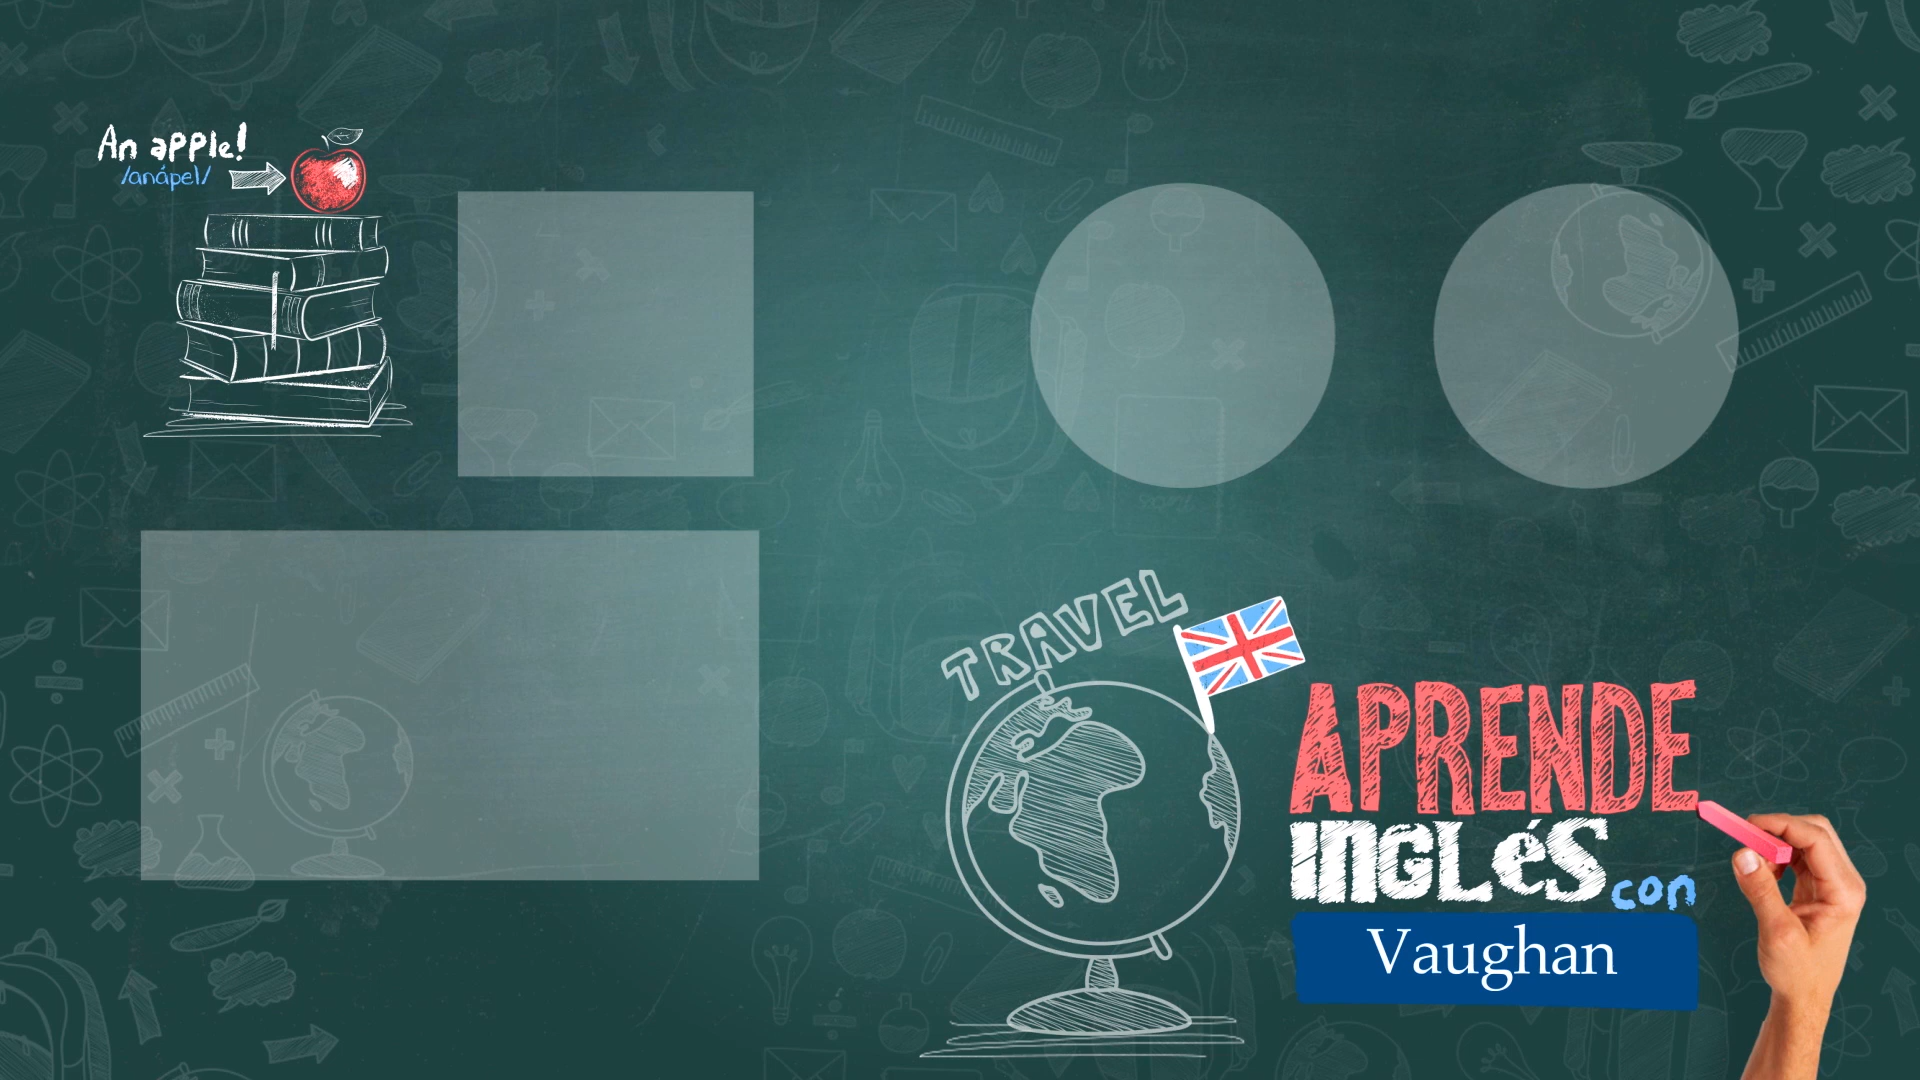 An apple!
/anápel/
TRAVEL
APRENDE
INGLéS con
Vaughan